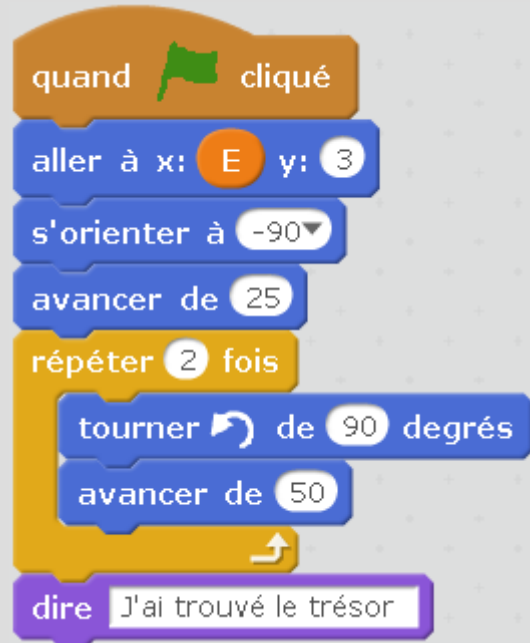 quand cliqué
aller à x: E y: 3
s'orienter à -90
avancer de 25
répéter 2 fois
tourner de 90 degrés
avancer de 50
dire J'ai trouvé le trésor